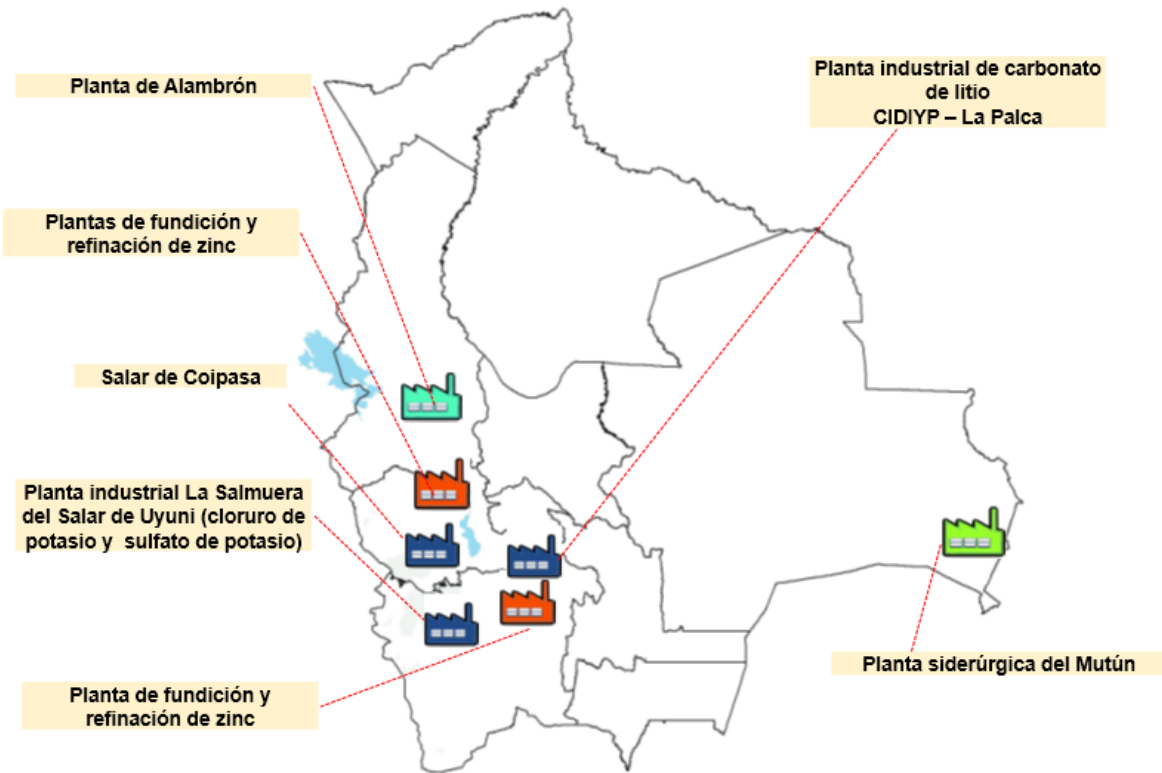 Planta de Alambrón
Planta industrial de carbonato
de litio
CIDIYP – La Palca
Plantas de fundición y
refinación de zinc
Salar de Coipasa
Planta industrial La Salmuera
del Salar de Uyuni (cloruro de
potasio y sulfato de potasio)
Planta siderúrgica del Mutún
Planta de fundición y
refinación de zinc